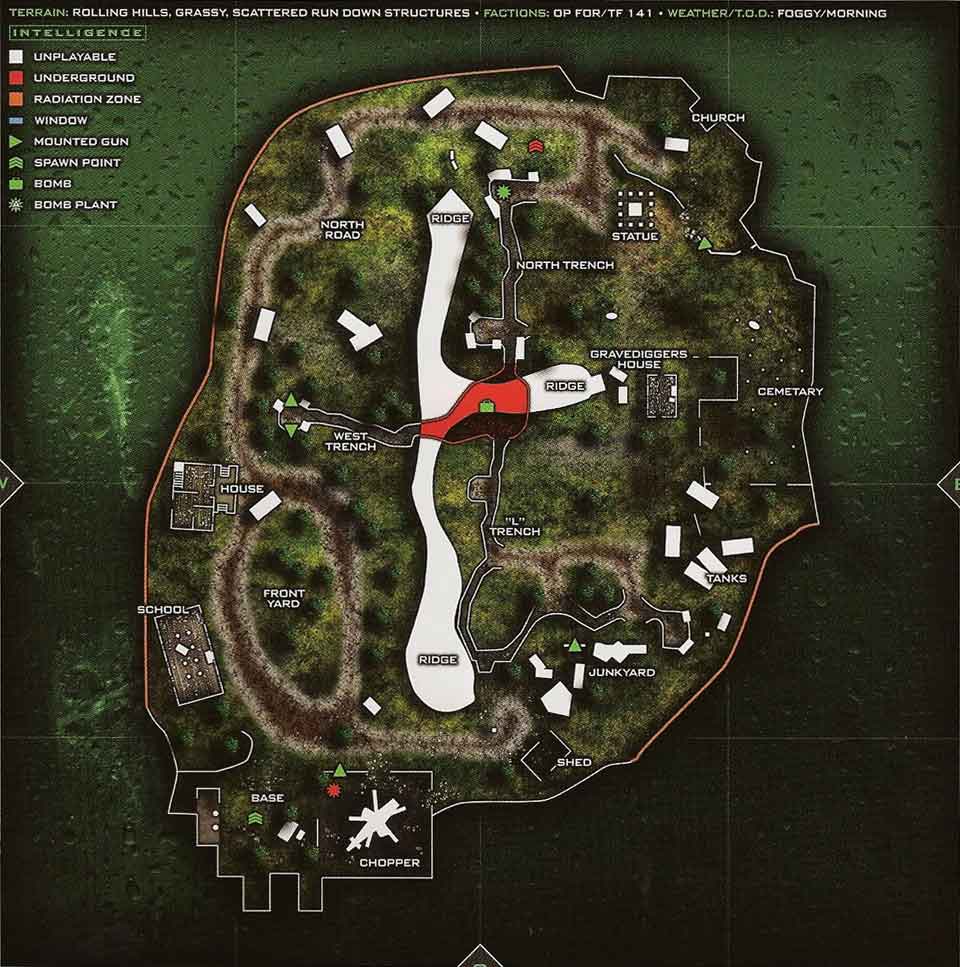 TERRAIN: ROLLING HILLS, GRASSY, SCATTERED RUN DOWN STRUCTURES • FACTIONS: OP FOR/TF 141 • WEATHER/T.O.D.: FOGGY/MORNING
INTELLIGENCE
UNPLAYABLE
UNDERGROUND
RADIATION ZONE
WINDOW
MOUNTED GUN
SPAWN POINT
BOMB
BOMB PLANT
CHURCH
RIDGE
NORTH
ROAD
STATUE
NORTH TRENCH
GRAVEDIGGERS
HOUSE
RIDGE
CEMETARY
WEST
TRENCH
HOUSE
"L"
TRENCH
TANKS
FRONT
YARD
SCHOOL
RIDGE
JUNKYARD
SHED
BASE
CHOPPER